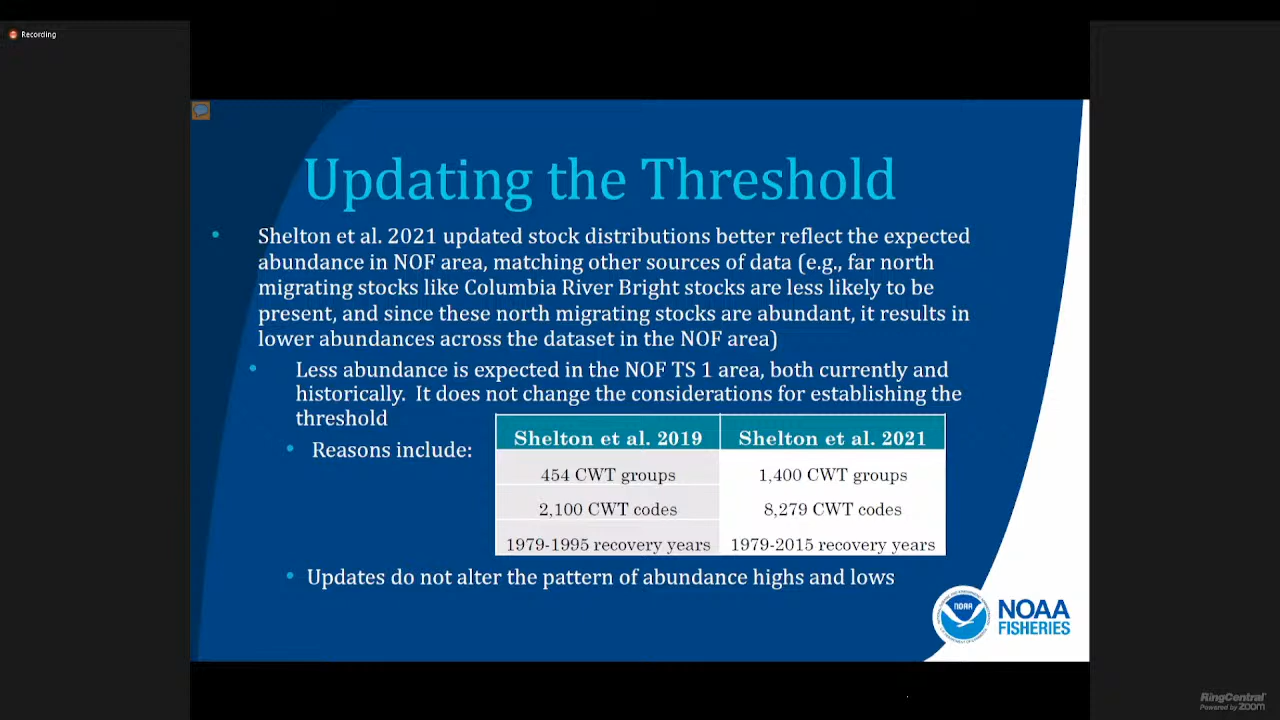 Recording
Updating the Threshold
• Shelton et al. 2021 updated stock distributions better reflect the expected
abundance in NOF area, matching other sources of data (e.g., far north
migrating stocks like Columbia River Bright stocks are less likely to be
present, and since these north migrating stocks are abundant, it results in
lower abundances across the dataset in the NOF area)
• Less abundance is expected in the NOF TS 1 area, both currently and
historically. It does not change the considerations for establishing the
threshold
• Reasons include:
Shelton et al. 2019 Shelton et al. 2021
454 CWT groups 1,400 CWT groups
2,100 CWT codes 8,279 CWT codes
1979-1995 recovery years 1979-2015 recovery years
• Updates do not alter the pattern of abundance highs and lows
NOAA
NOAA
FISHERIES
RingCentral
Powered by zoom